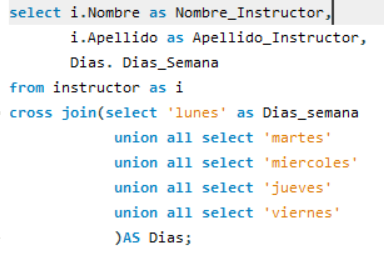 select i.Nombre as Nombre_Instructor,
i.Apellido as Apellido_Instructor,
Dias. Dias_Semana
from instructor as i
cross join(select 'lunes' as Dias_semana
union all select 'martes'
union all select 'miercoles'
union all select 'jueves'
union all select 'viernes'
)AS Dias;